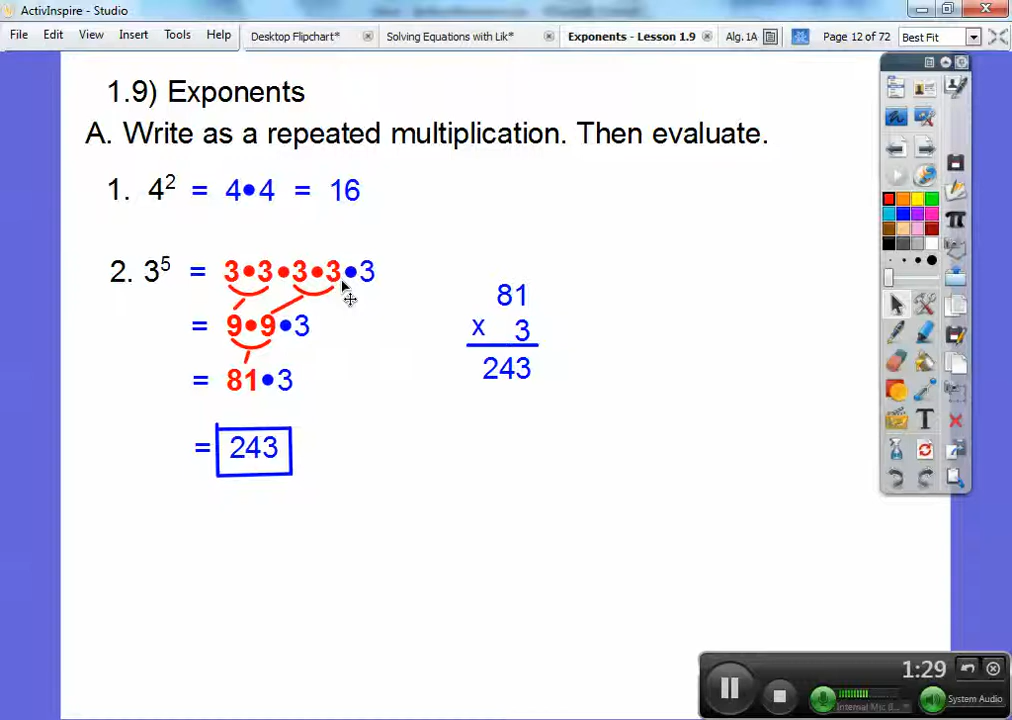 ActivInspire - Studio
File Edit View Insert Tools Help Desktop Flipchart* Solving Equations with Lik* Exponents - Lesson 1.9 Alg. 1A Page 12 of 72 Best Fit
1.9) Exponents
A. Write as a repeated multiplication. Then evaluate.
1. 4² = 4•4 = 16
2. 3⁵ = 3•3•3•3•3
= 9•9•3
= 81•3
= 243
81
x 3
243
1:29
Internal Mic B... System Audio